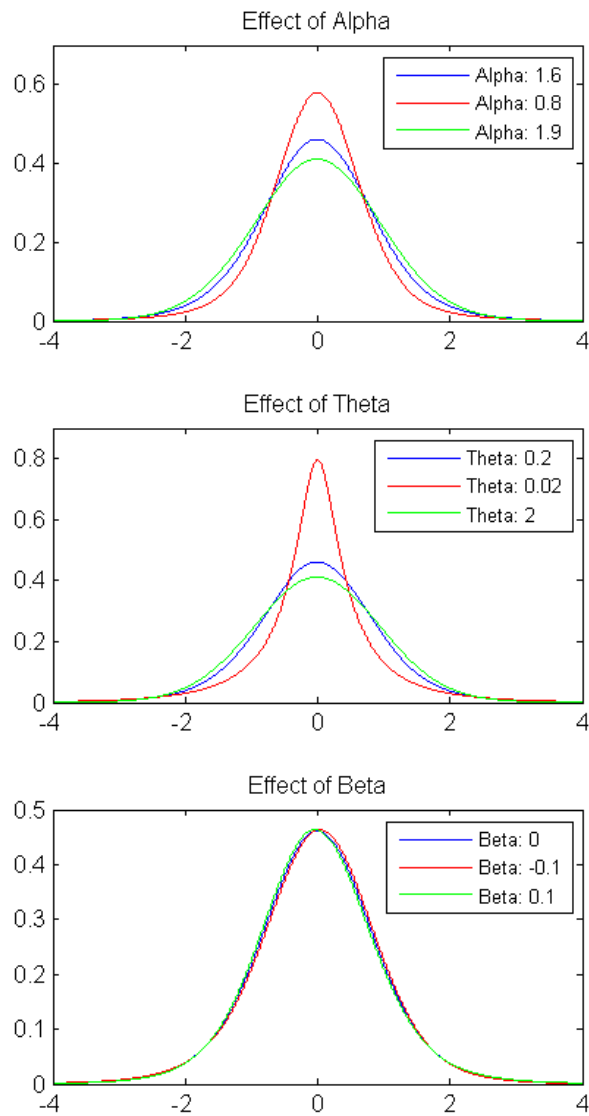 Effect of Alpha
0.6
0.4
0.2
0
Alpha: 1.6
Alpha: 0.8
Alpha: 1.9
-4 -2 0 2 4
Effect of Theta
0.8
0.6
0.4
0.2
0
Theta: 0.2
Theta: 0.02
Theta: 2
-4 -2 0 2 4
Effect of Beta
0.5
0.4
0.3
0.2
0.1
0
Beta: 0
Beta: -0.1
Beta: 0.1
-4 -2 0 2 4